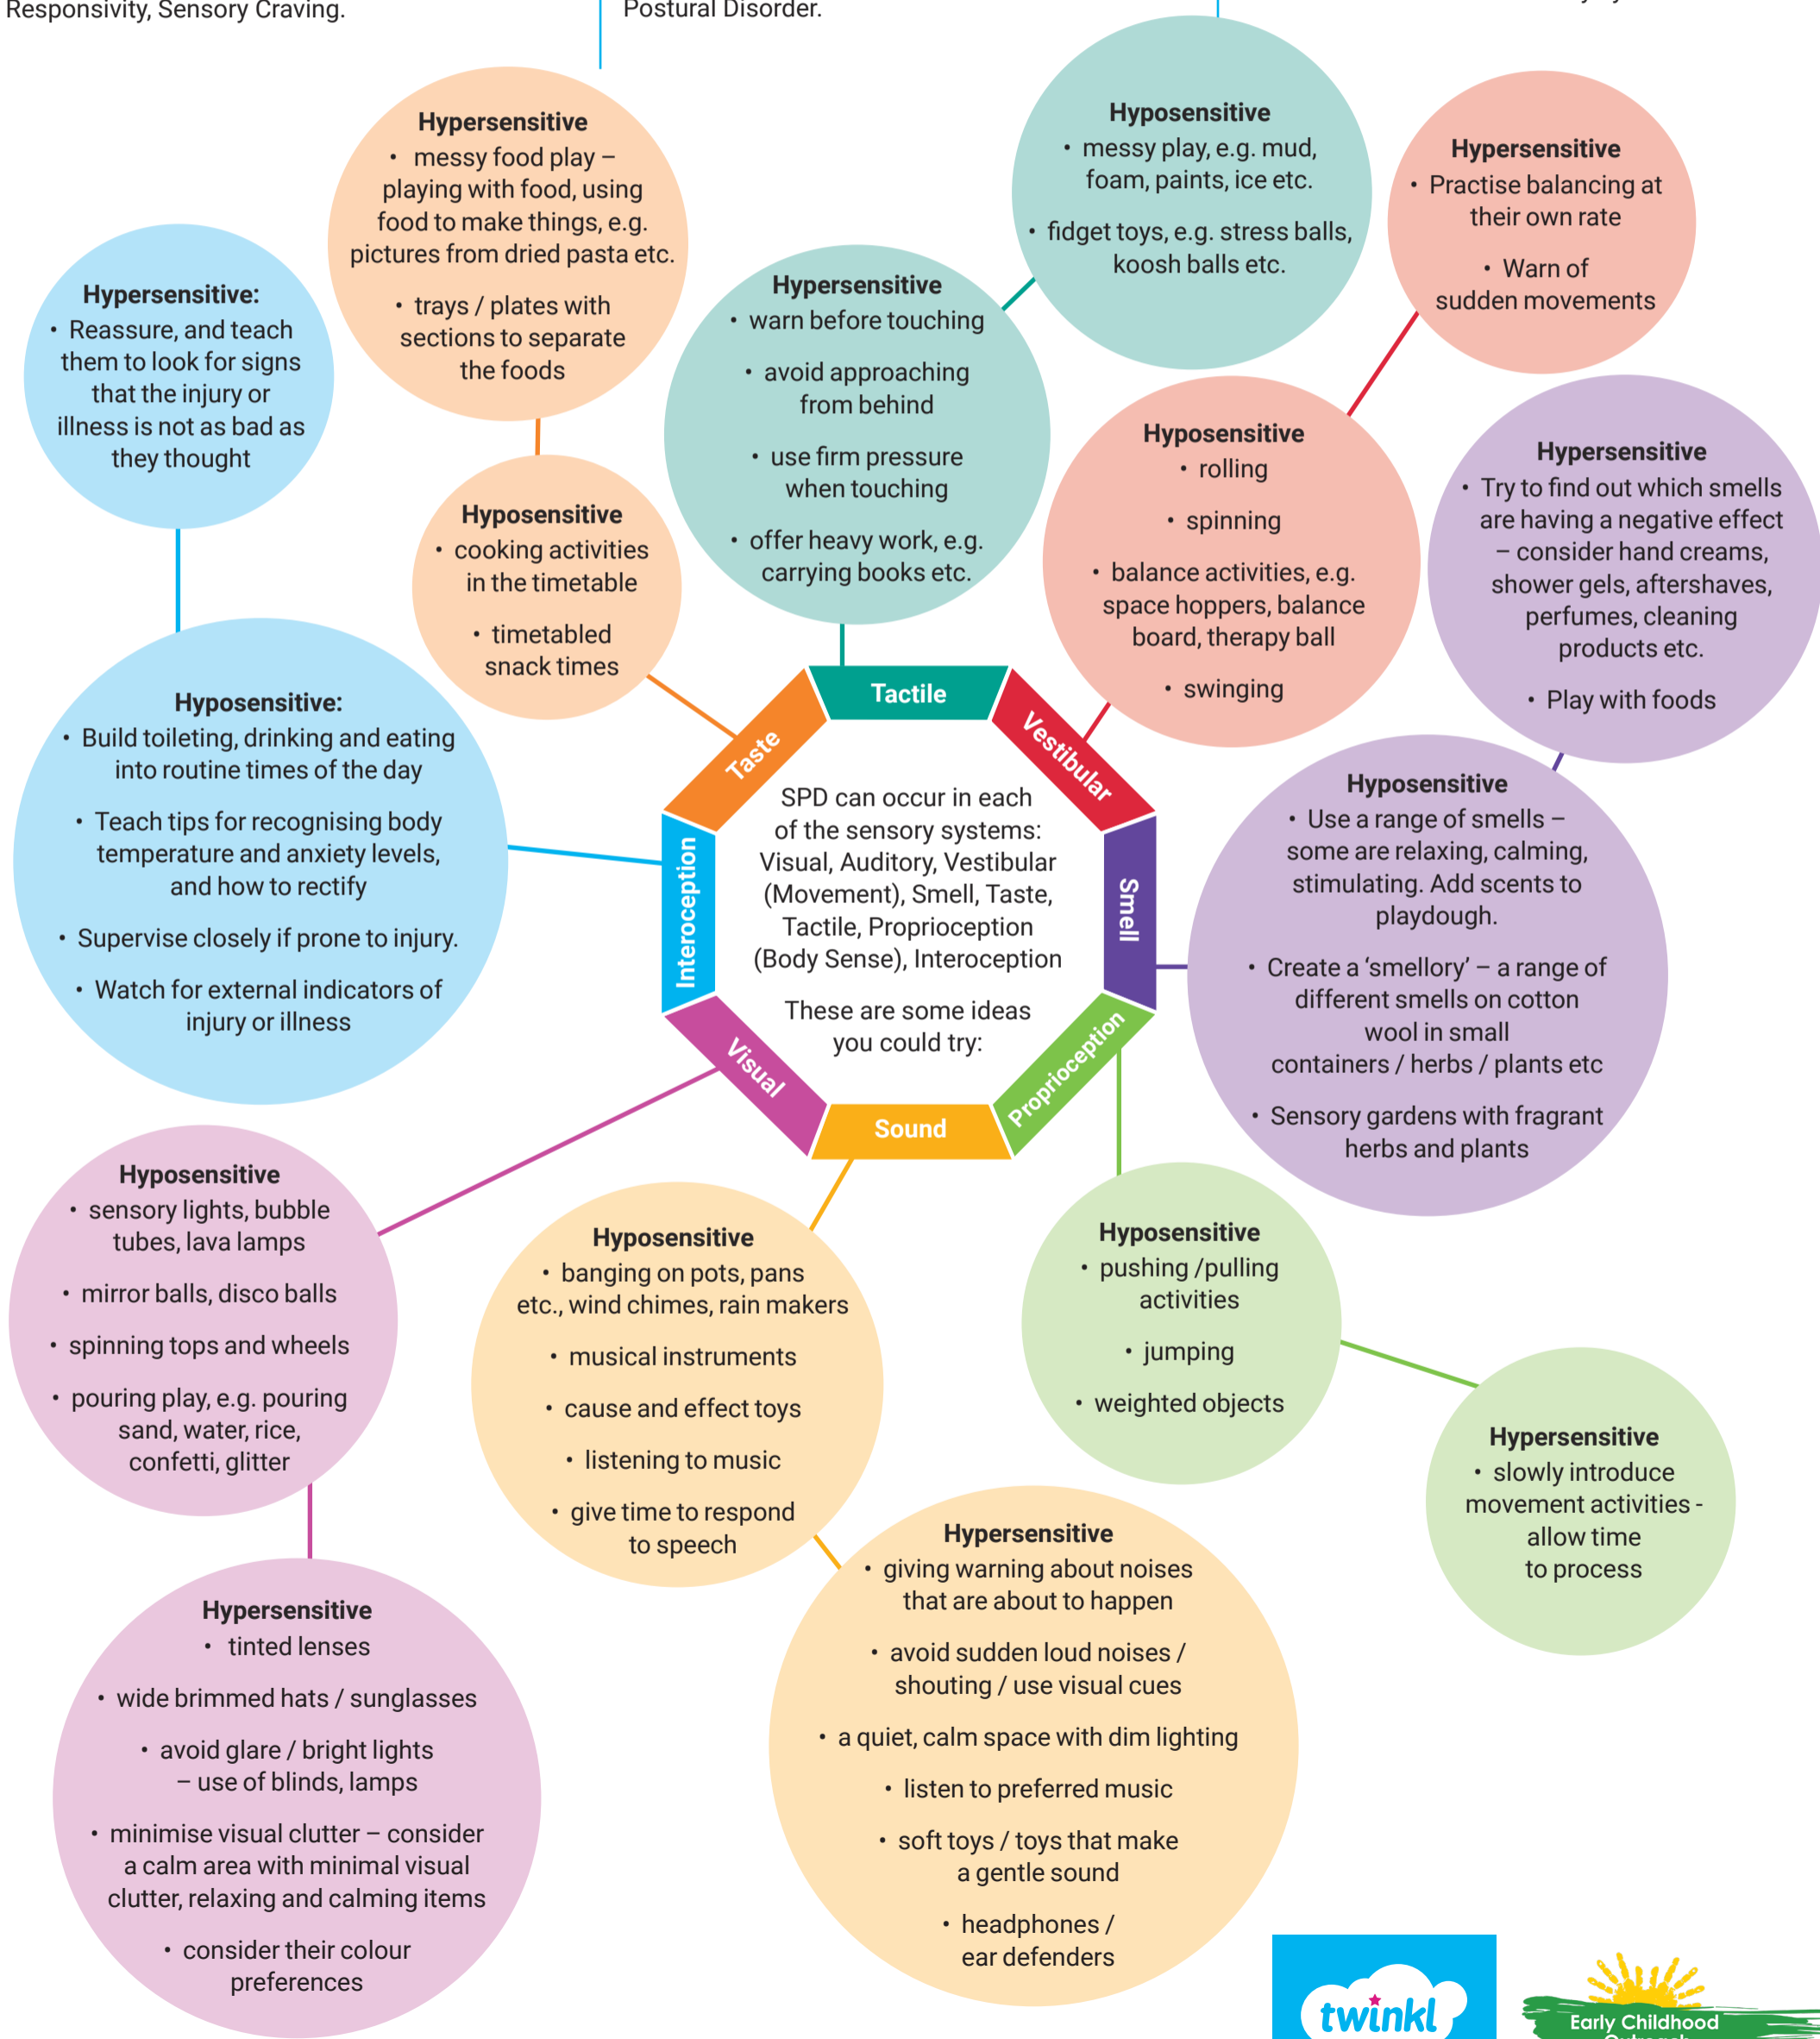 Responsivity, Sensory Craving.
Postural Disorder.
Hypersensitive
• messy food play –
playing with food, using
food to make things, e.g.
pictures from dried pasta etc.
• trays / plates with
sections to separate
the foods
Hyposensitive
• messy play, e.g. mud,
foam, paints, ice etc.
• fidget toys, e.g. stress balls,
koosh balls etc.
Hypersensitive
• Practise balancing at
their own rate
• Warn of
sudden movements
Hypersensitive:
• Reassure, and teach
them to look for signs
that the injury or
illness is not as bad as
they thought
Hypersensitive
• warn before touching
• avoid approaching
from behind
• use firm pressure
when touching
• offer heavy work, e.g.
carrying books etc.
Hyposensitive
• rolling
• spinning
• balance activities, e.g.
space hoppers, balance
board, therapy ball
• swinging
Hypersensitive
• Try to find out which smells
are having a negative effect
– consider hand creams,
shower gels, aftershaves,
perfumes, cleaning
products etc.
• Play with foods
Hyposensitive
• cooking activities
in the timetable
• timetabled
snack times
Hyposensitive:
• Build toileting, drinking and eating
into routine times of the day
• Teach tips for recognising body
temperature and anxiety levels,
and how to rectify
• Supervise closely if prone to injury.
• Watch for external indicators of
injury or illness
Tactile
Vestibular
Smell
Proprioception
Sound
Visual
Interoception
Taste
SPD can occur in each
of the sensory systems:
Visual, Auditory, Vestibular
(Movement), Smell, Taste,
Tactile, Proprioception
(Body Sense), Interoception
These are some ideas
you could try:
Hyposensitive
• Use a range of smells –
some are relaxing, calming,
stimulating. Add scents to
playdough.
• Create a ‘smellory’ – a range of
different smells on cotton
wool in small
containers / herbs / plants etc
• Sensory gardens with fragrant
herbs and plants
Hyposensitive
• sensory lights, bubble
tubes, lava lamps
• mirror balls, disco balls
• spinning tops and wheels
• pouring play, e.g. pouring
sand, water, rice,
confetti, glitter
Hyposensitive
• banging on pots, pans
etc., wind chimes, rain makers
• musical instruments
• cause and effect toys
• listening to music
• give time to respond
to speech
Hyposensitive
• pushing /pulling
activities
• jumping
• weighted objects
Hypersensitive
• slowly introduce
movement activities -
allow time
to process
Hypersensitive
• tinted lenses
• wide brimmed hats / sunglasses
• avoid glare / bright lights
– use of blinds, lamps
• minimise visual clutter – consider
a calm area with minimal visual
clutter, relaxing and calming items
• consider their colour
preferences
Hypersensitive
• giving warning about noises
that are about to happen
• avoid sudden loud noises /
shouting / use visual cues
• a quiet, calm space with dim lighting
• listen to preferred music
• soft toys / toys that make
a gentle sound
• headphones /
ear defenders
twinkl
Early Childhood
Outreach